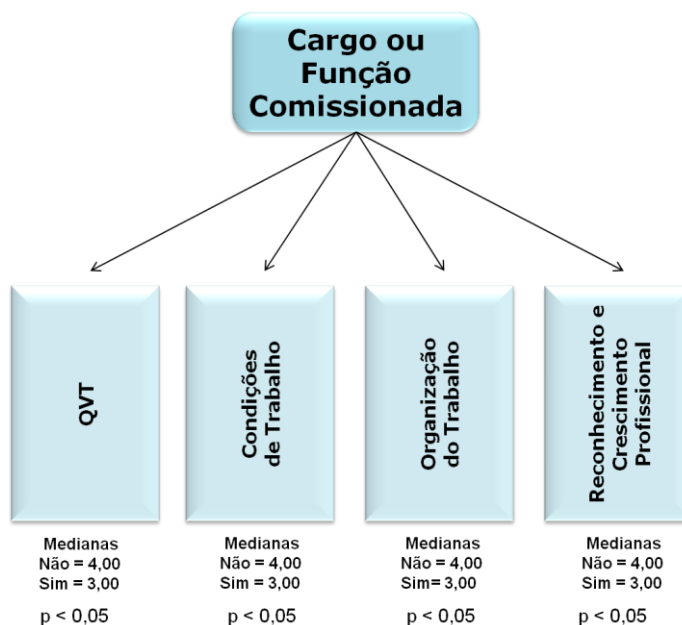 Cargo ou
Função
Comissionada
QVT
Medianas
Não = 4,00
Sim = 3,00
p < 0,05
Condições
de Trabalho
Medianas
Não = 4,00
Sim = 3,00
p < 0,05
Organização
do Trabalho
Medianas
Não = 4,00
Sim= 3,00
p < 0,05
Reconhecimento e
Crescimento
Profissional
Medianas
Não = 4,00
Sim = 3,00
p < 0,05